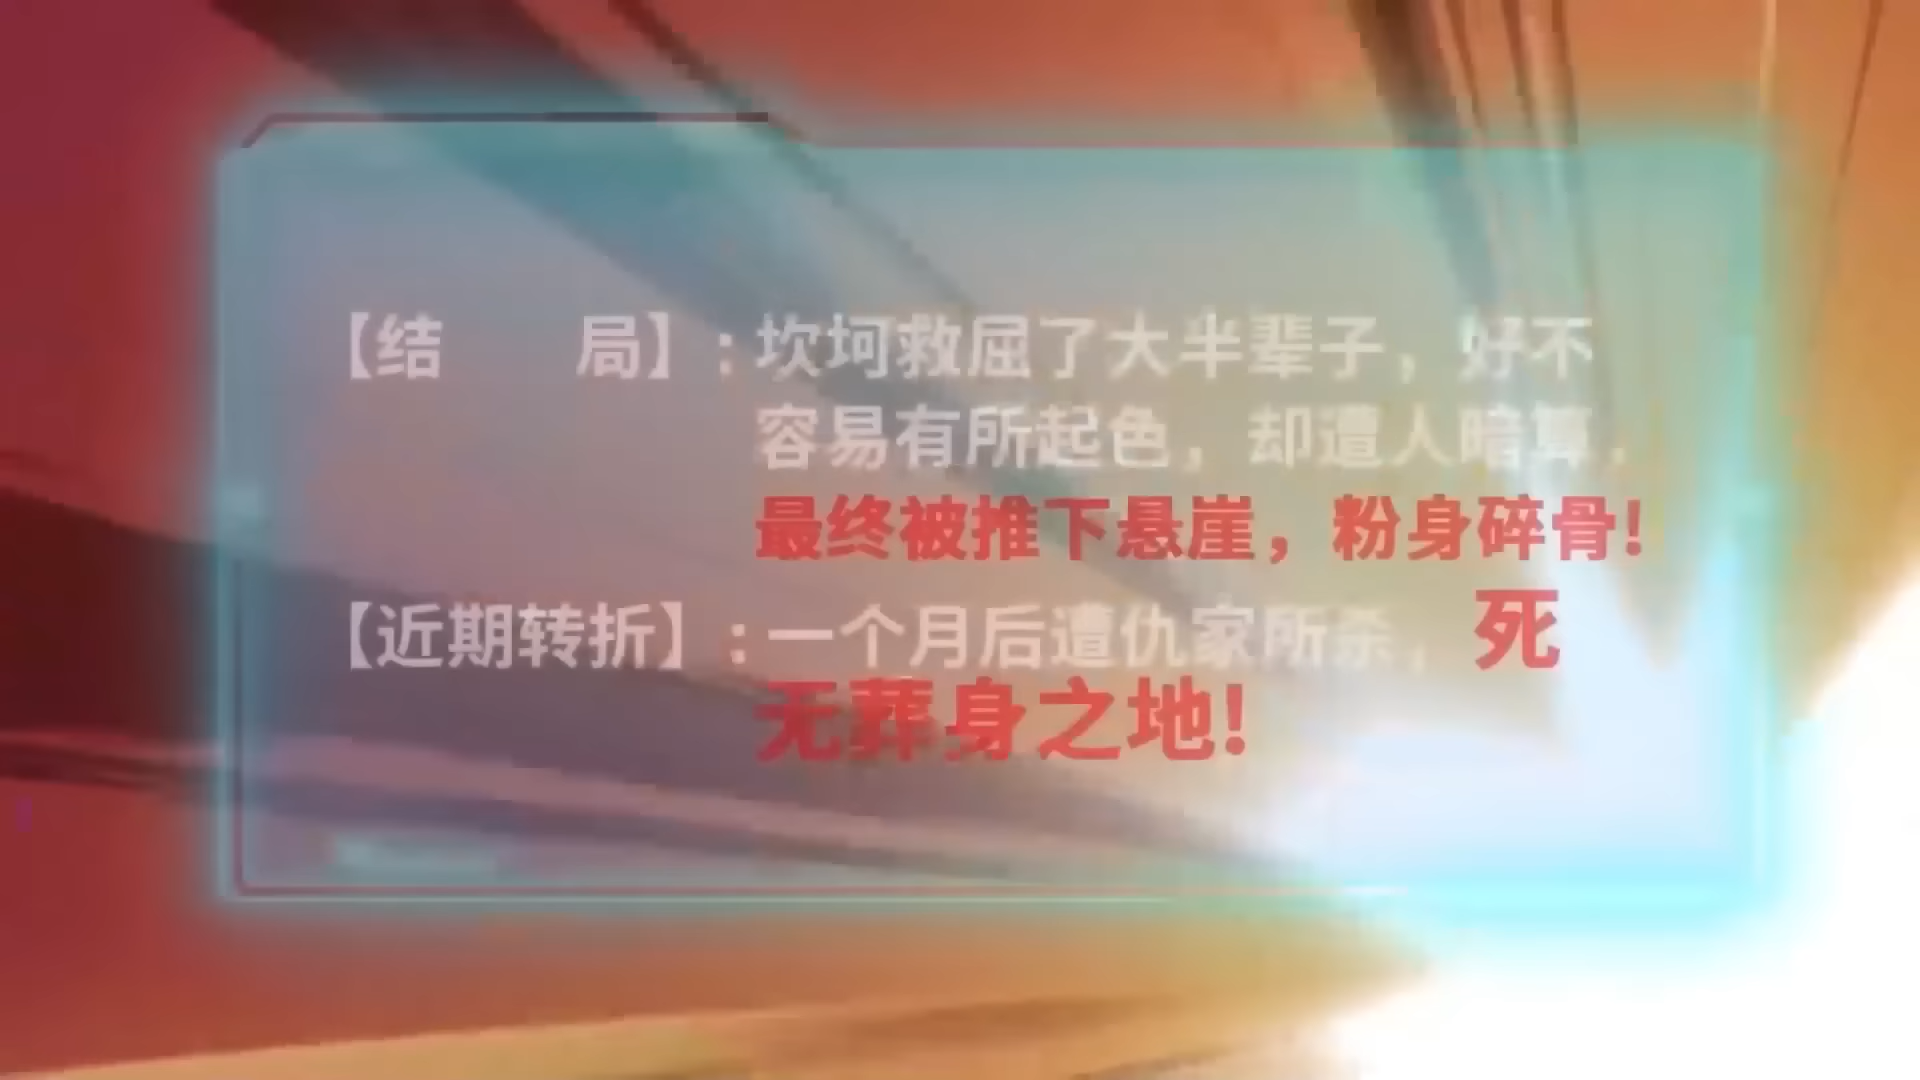 【结　　局】:坎坷救屈了大半辈子，好不
容易有所起色，却遭人暗算，
最终被推下悬崖，粉身碎骨!
【近期转折】:一个月后遭仇家所杀，死
无葬身之地!